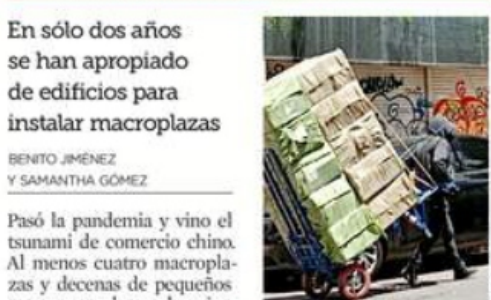 En sólo dos años
se han apropiado
de edificios para
instalar macroplazas
BENITO JIMÉNEZ
Y SAMANTHA GÓMEZ
Pasó la pandemia y vino el
tsunami de comercio chino.
Al menos cuatro macropla-
zas y decenas de pequeños